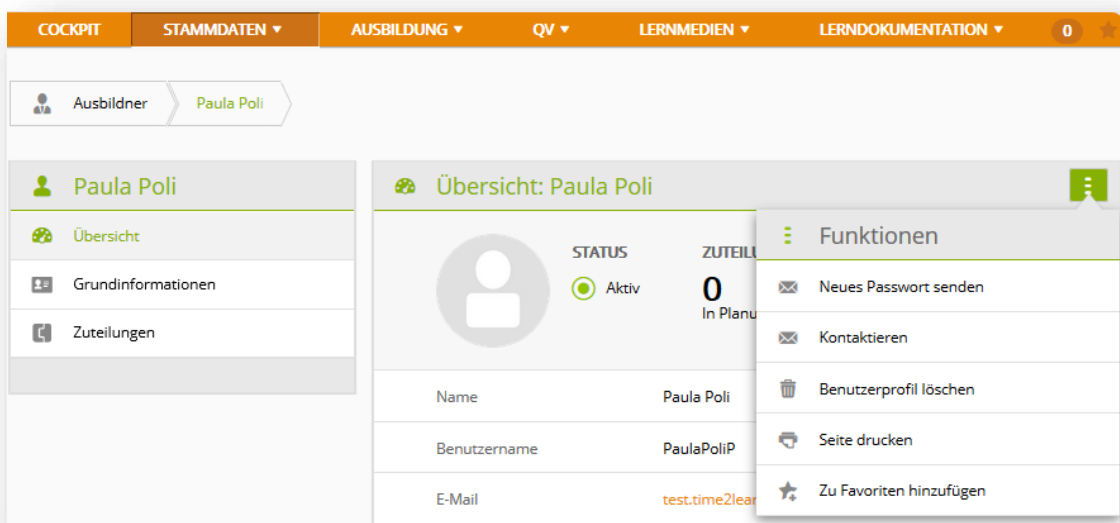 COCKPIT STAMMDATEN AUSBILDUNG QV LERNMEDIEN LERNDOKUMENTATION 0
Ausbildner Paula Poli
Paula Poli
Übersicht
Grundinformationen
Zuteilungen
Übersicht: Paula Poli
STATUS
Aktiv
0
In
Name Paula Poli
Benutzername PaulaPoliP
E-Mail
Funktionen
Neues Passwort senden
Kontaktieren
Benutzerprofil löschen
Seite drucken
Zu Favoriten hinzufügen